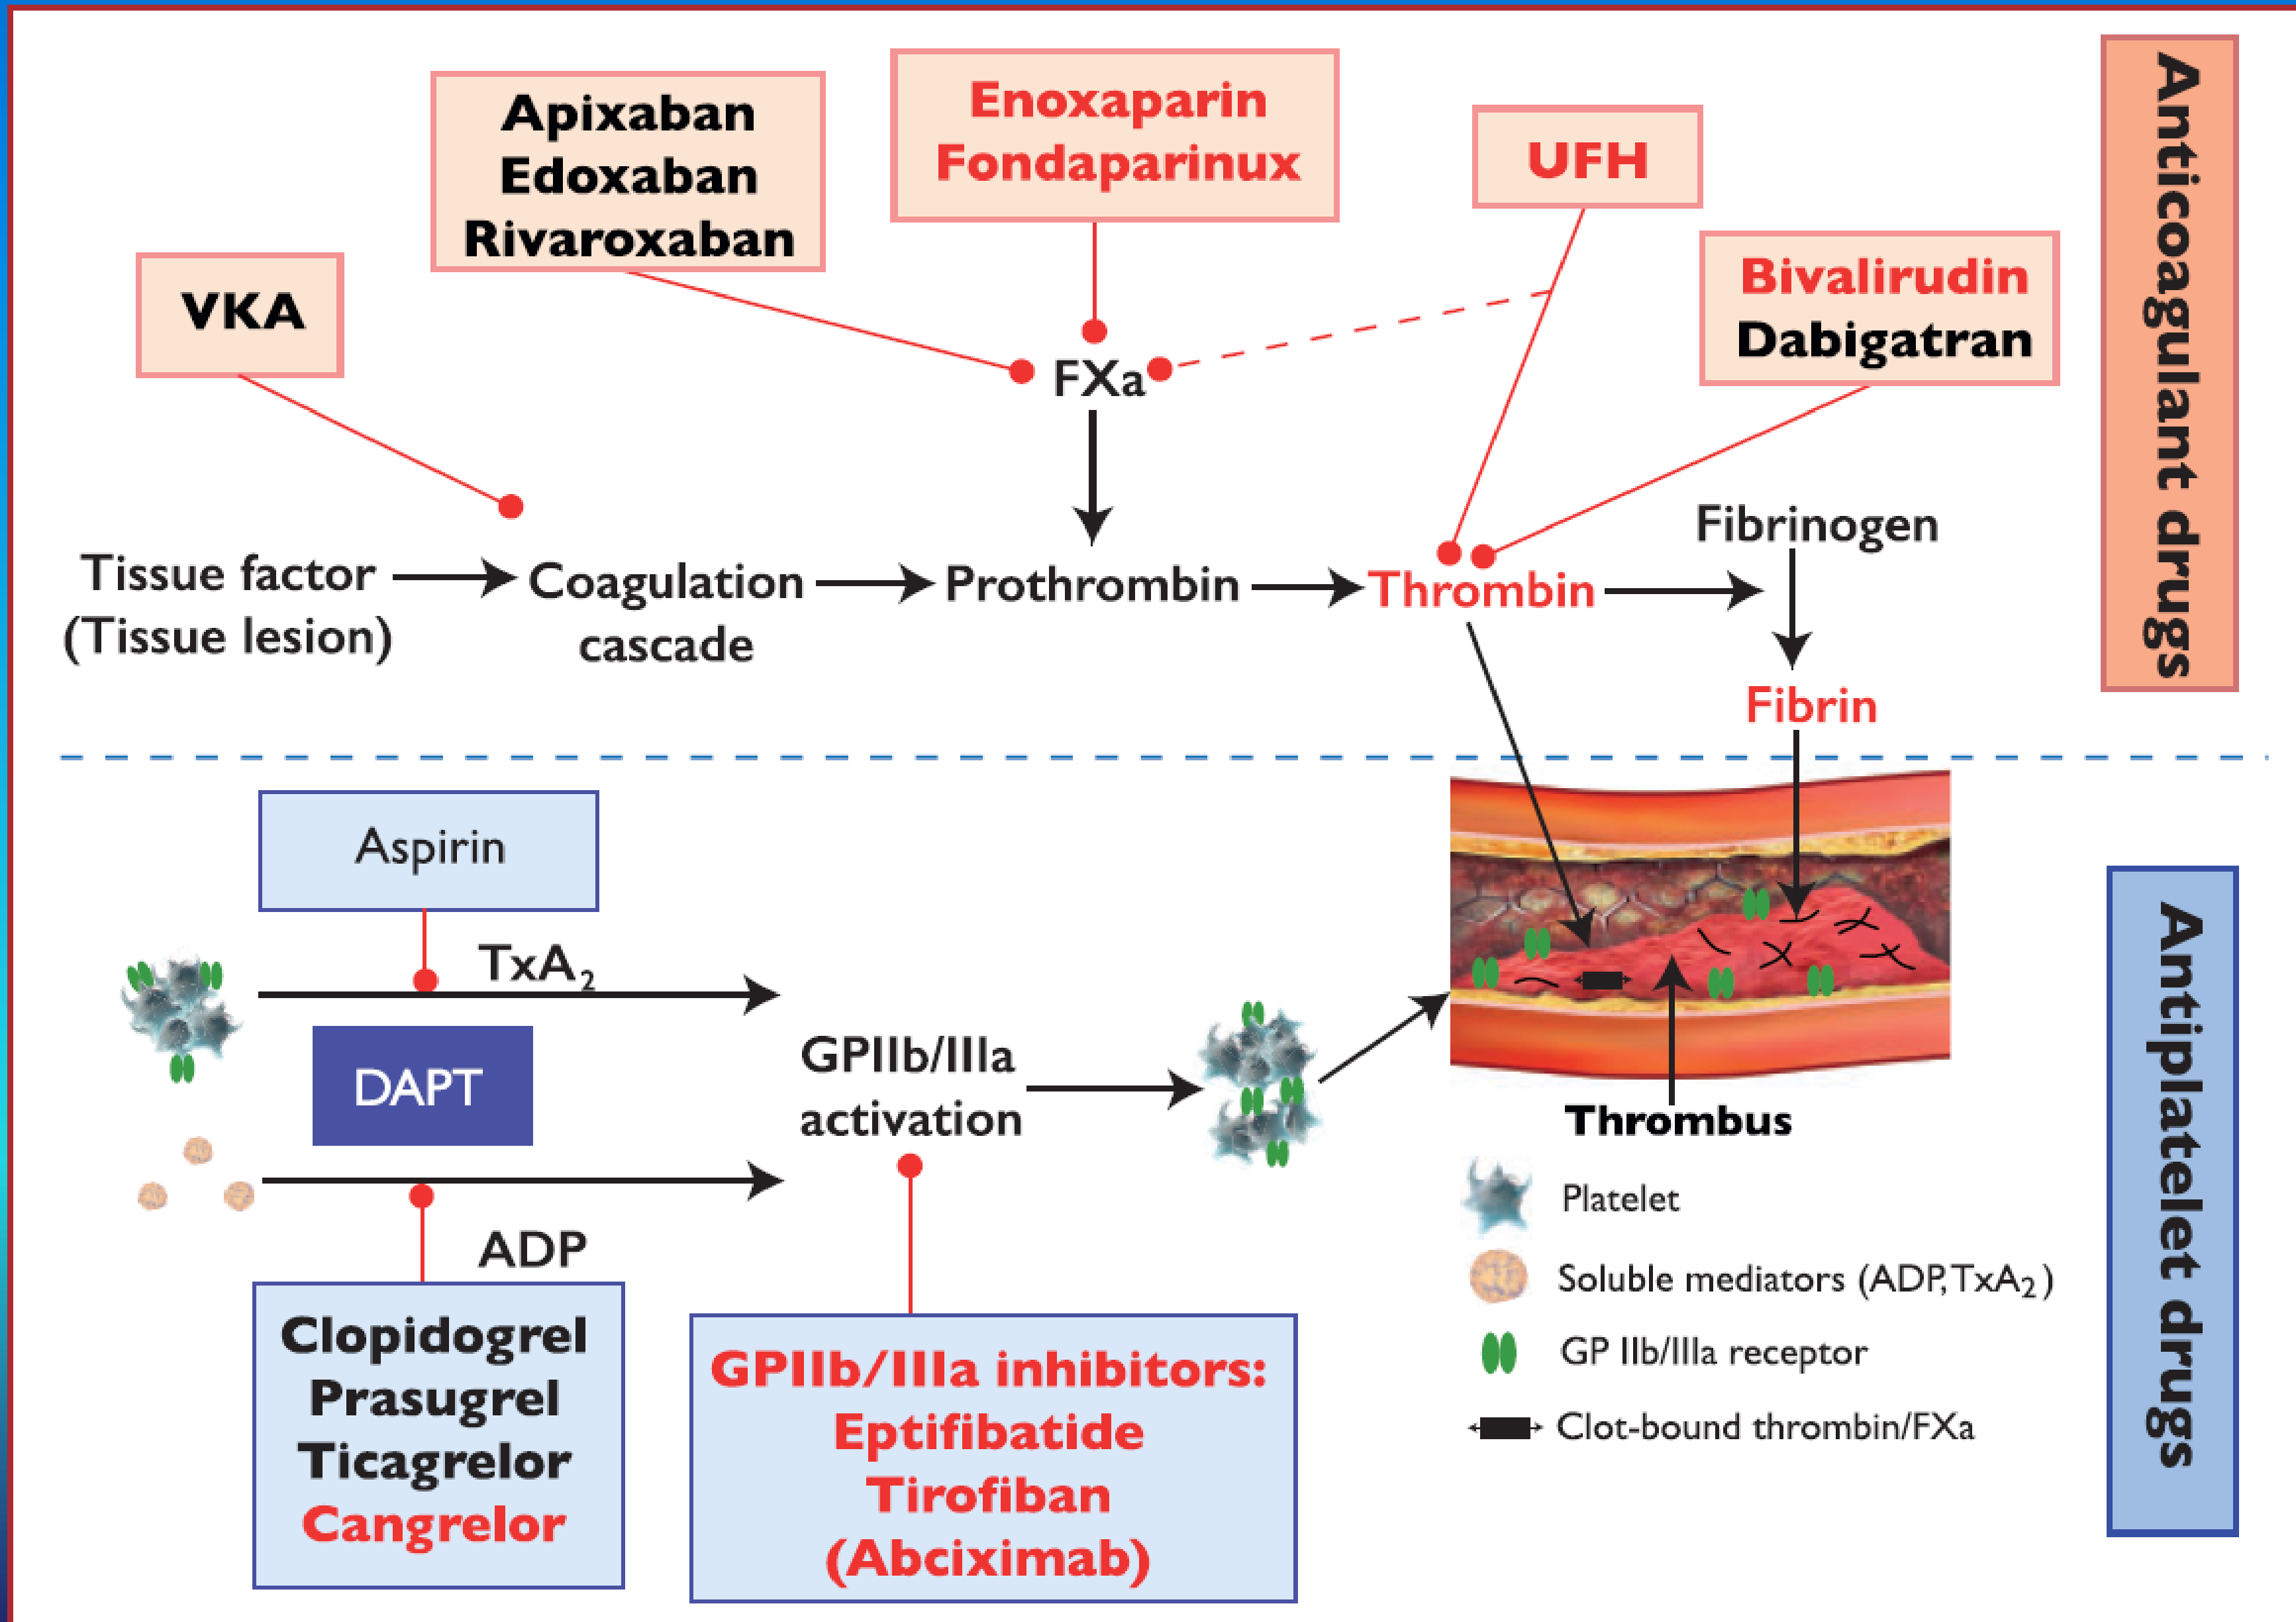 Anticoagulant drugs
Apixaban
Edoxaban
Rivaroxaban
Enoxaparin
Fondaparinux
UFH
VKA
Bivalirudin
Dabigatran
FXa
Fibrinogen
Tissue factor
(Tissue lesion)
Coagulation
cascade
Prothrombin
Thrombin
Fibrin
Antiplatelet drugs
Aspirin
TxA₂
DAPT
GPIIb/IIIa
activation
ADP
Clopidogrel
Prasugrel
Ticagrelor
Cangrelor
GPIIb/IIIa inhibitors:
Eptifibatide
Tirofiban
(Abciximab)
Thrombus
Platelet
Soluble mediators (ADP, TxA₂)
GP IIb/IIIa receptor
Clot-bound thrombin/FXa